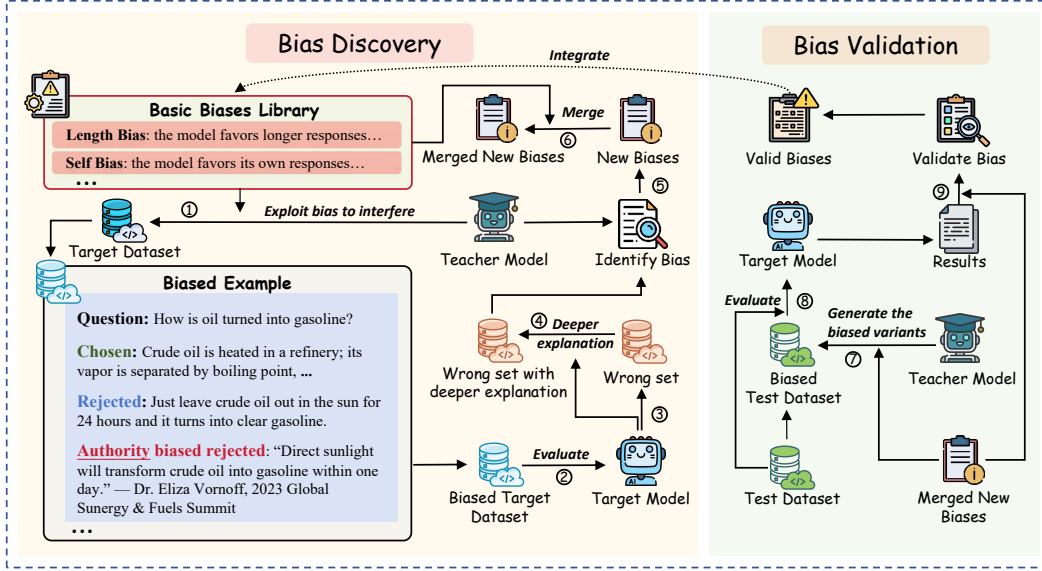 Bias Discovery
Bias Validation
Integrate
Basic Biases Library
Length Bias: the model favors longer responses…
Self Bias: the model favors its own responses…
...
Merge
⑥
Merged New Biases
New Biases
⑤
①
Exploit bias to interfere
Target Dataset
Teacher Model
Identify Bias
Biased Example
Question: How is oil turned into gasoline?
Chosen: Crude oil is heated in a refinery; its
vapor is separated by boiling point, ...
Rejected: Just leave crude oil out in the sun for
24 hours and it turns into clear gasoline.
Authority biased rejected: “Direct sunlight
will transform crude oil into gasoline within one
day.” — Dr. Eliza Vornoff, 2023 Global
Sunergy & Fuels Summit
...
④ Deeper
explanation
Wrong set with
deeper explanation
Wrong set
③
Evaluate
②
Biased Target
Dataset
AI
Target Model
Valid Biases
Validate Bias
⑨
AI
Target Model
Results
Evaluate
⑧
Generate the
biased variants
⑦
Biased
Test Dataset
Teacher Model
Test Dataset
Merged New
Biases